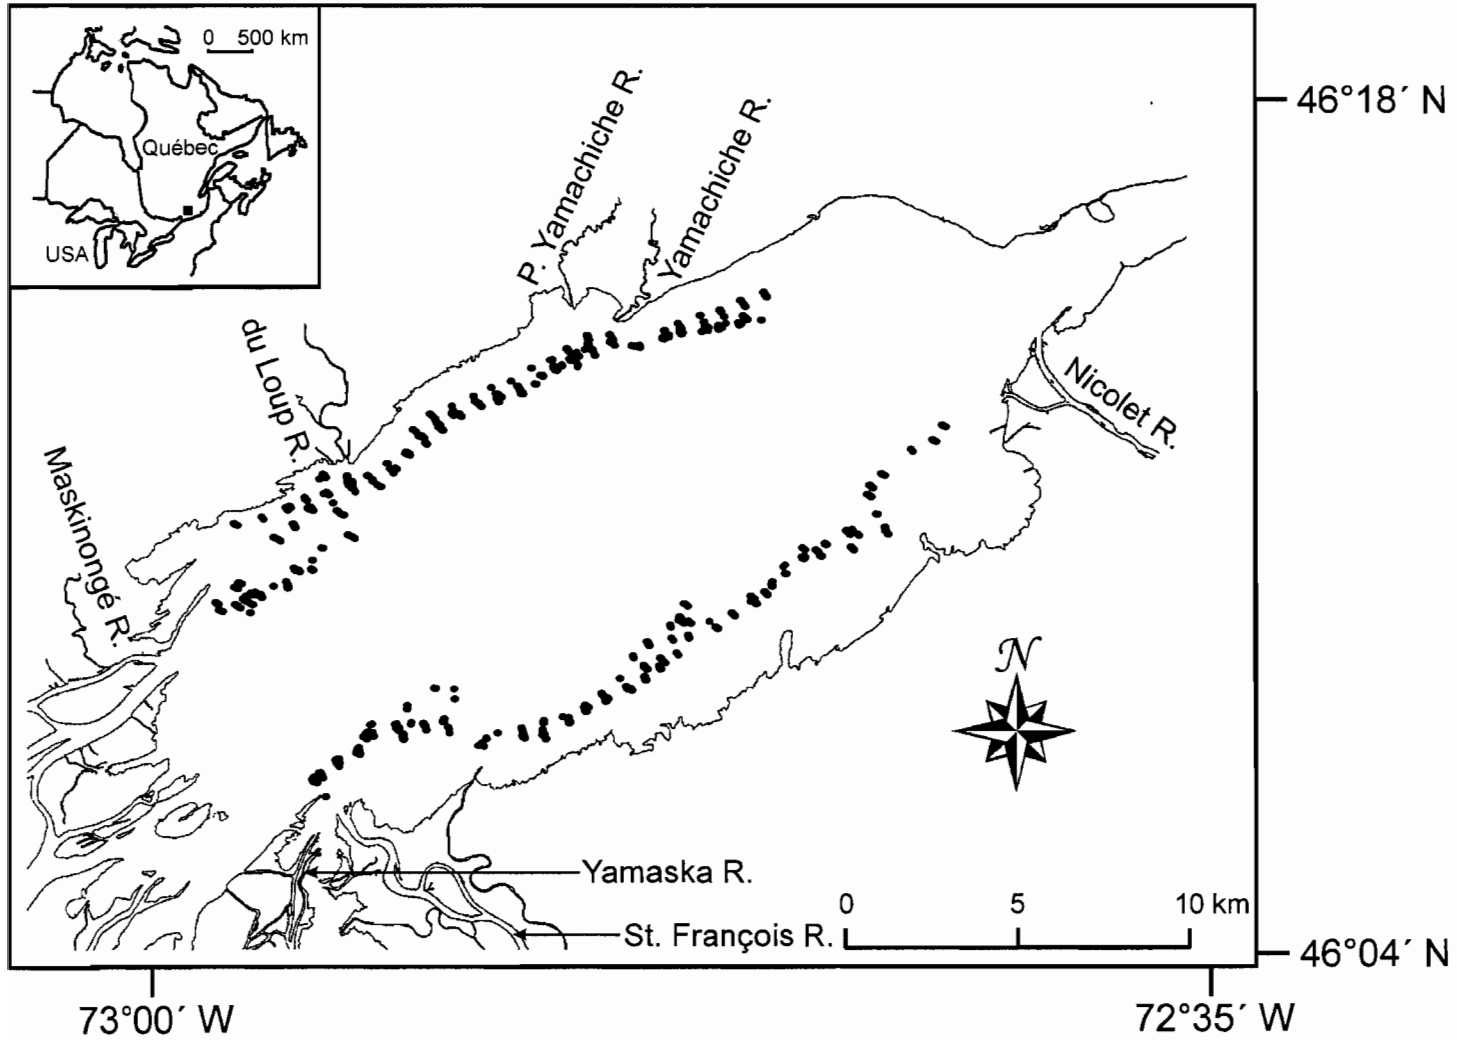 0 500 km
Québec
USA
46°18´ N
P. Yamachiche R.
Yamachiche R.
du Loup R.
Nicolet R.
Maskinongé R.
N
Yamaska R.
St. François R.
0 5 10 km
46°04´ N
73°00´ W
72°35´ W